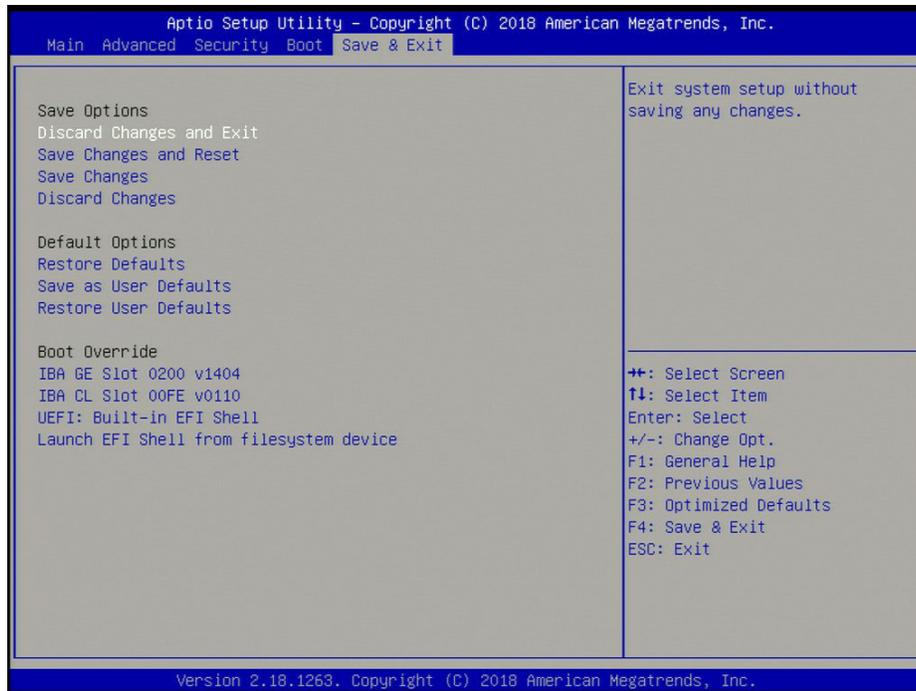 Aptio Setup Utility – Copyright (C) 2018 American Megatrends, Inc.
Main Advanced Security Boot Save & Exit
Save Options
Discard Changes and Exit
Save Changes and Reset
Save Changes
Discard Changes
Default Options
Restore Defaults
Save as User Defaults
Restore User Defaults
Boot Override
IBA GE Slot 0200 v1404
IBA CL Slot 00FE v0110
UEFI: Built-in EFI Shell
Launch EFI Shell from filesystem device
Exit system setup without
saving any changes.
→←: Select Screen
↑↓: Select Item
Enter: Select
+/-: Change Opt.
F1: General Help
F2: Previous Values
F3: Optimized Defaults
F4: Save & Exit
ESC: Exit
Version 2.18.1263. Copyright (C) 2018 American Megatrends, Inc.